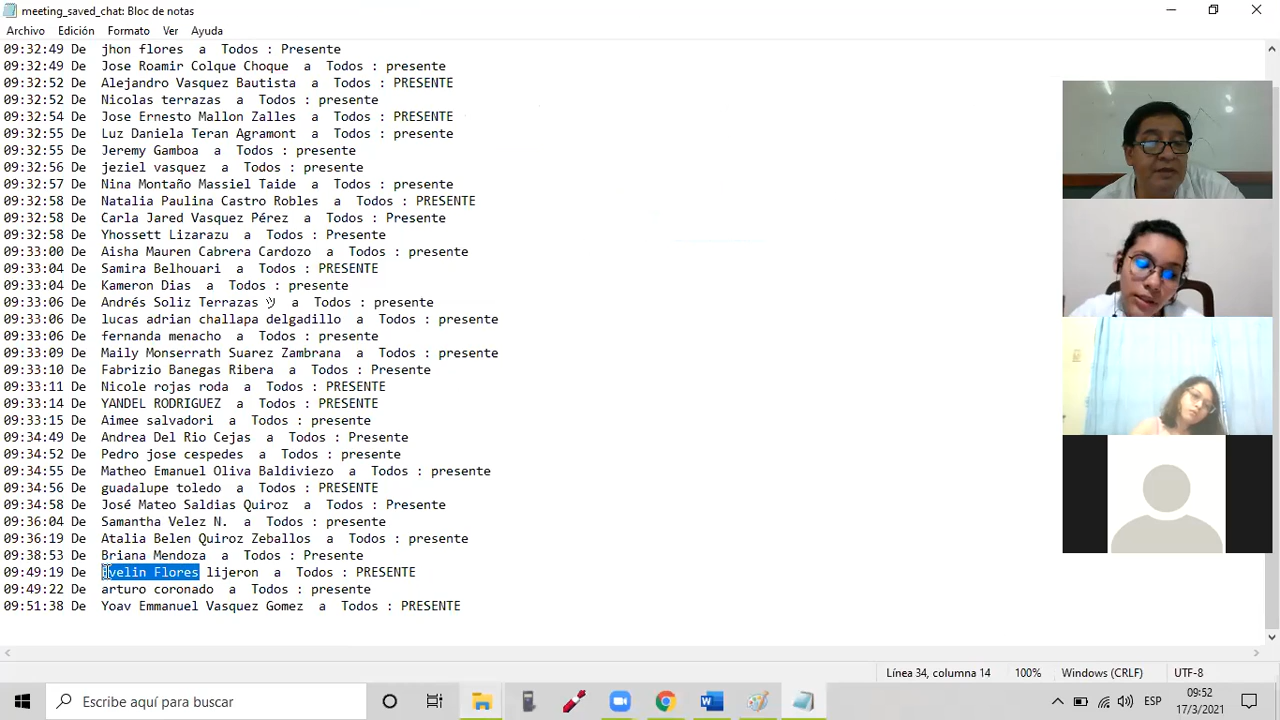 meeting_saved_chat: Bloc de notas
Archivo Edición Formato Ver Ayuda
09:32:49 De jhon flores a Todos : Presente
09:32:49 De Jose Roamir Colque Choque a Todos : presente
09:32:52 De Alejandro Vasquez Bautista a Todos : PRESENTE
09:32:52 De Nicolas terrazas a Todos : presente
09:32:54 De Jose Ernesto Mallon Zalles a Todos : PRESENTE
09:32:55 De Luz Daniela Teran Agramont a Todos : presente
09:32:55 De Jeremy Gamboa a Todos : presente
09:32:56 De jeziel vasquez a Todos : presente
09:32:57 De Nina Montaño Massiel Taide a Todos : presente
09:32:58 De Natalia Paulina Castro Robles a Todos : PRESENTE
09:32:58 De Carla Jared Vasquez Pérez a Todos : Presente
09:32:58 De Yhossett Lizarazu a Todos : Presente
09:33:00 De Aisha Mauren Cabrera Cardozo a Todos : presente
09:33:04 De Samira Belhouari a Todos : PRESENTE
09:33:04 De Kameron Dias a Todos : presente
09:33:06 De Andrés Soliz Terrazas ツ a Todos : presente
09:33:06 De lucas adrian challapa delgadillo a Todos : presente
09:33:06 De fernanda menacho a Todos : presente
09:33:09 De Maily Monserrath Suarez Zambrana a Todos : presente
09:33:10 De Fabrizio Banegas Ribera a Todos : Presente
09:33:11 De Nicole rojas roda a Todos : PRESENTE
09:33:14 De YANDEL RODRIGUEZ a Todos : PRESENTE
09:33:15 De Aimee salvadori a Todos : presente
09:34:49 De Andrea Del Rio Cejas a Todos : Presente
09:34:52 De Pedro jose cespedes a Todos : presente
09:34:55 De Matheo Emanuel Oliva Baldiviezo a Todos : presente
09:34:56 De guadalupe toledo a Todos : PRESENTE
09:34:58 De José Mateo Saldias Quiroz a Todos : presente
09:36:04 De Samantha Velez N. a Todos : presente
09:36:19 De Atalia Belen Quiroz Zeballos a Todos : presente
09:38:53 De Briana Mendoza a Todos : Presente
09:49:19 De Evelin Flores lijeron a Todos : PRESENTE
09:49:22 De arturo coronado a Todos : presente
09:51:38 De Yoav Emmanuel Vasquez Gomez a Todos : PRESENTE
Línea 34, columna 14 100% Windows (CRLF) UTF-8
Escribe aquí para buscar
ESP
09:52
17/3/2021